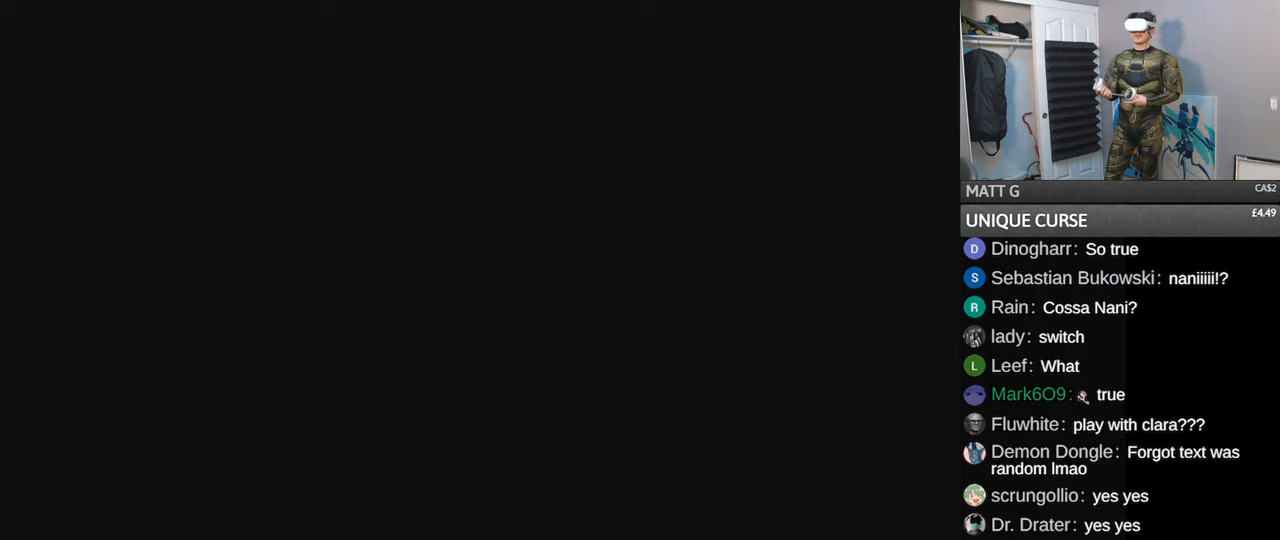 MATT G CA$2
UNIQUE CURSE £4.49
D Dinogharr: So true
S Sebastian Bukowski: naniiiii!?
R Rain: Cossa Nani?
lady: switch
L Leef: What
Mark6O9: true
Fluwhite: play with clara???
Demon Dongle: Forgot text was
random lmao
scrungollio: yes yes
Dr. Drater: yes yes